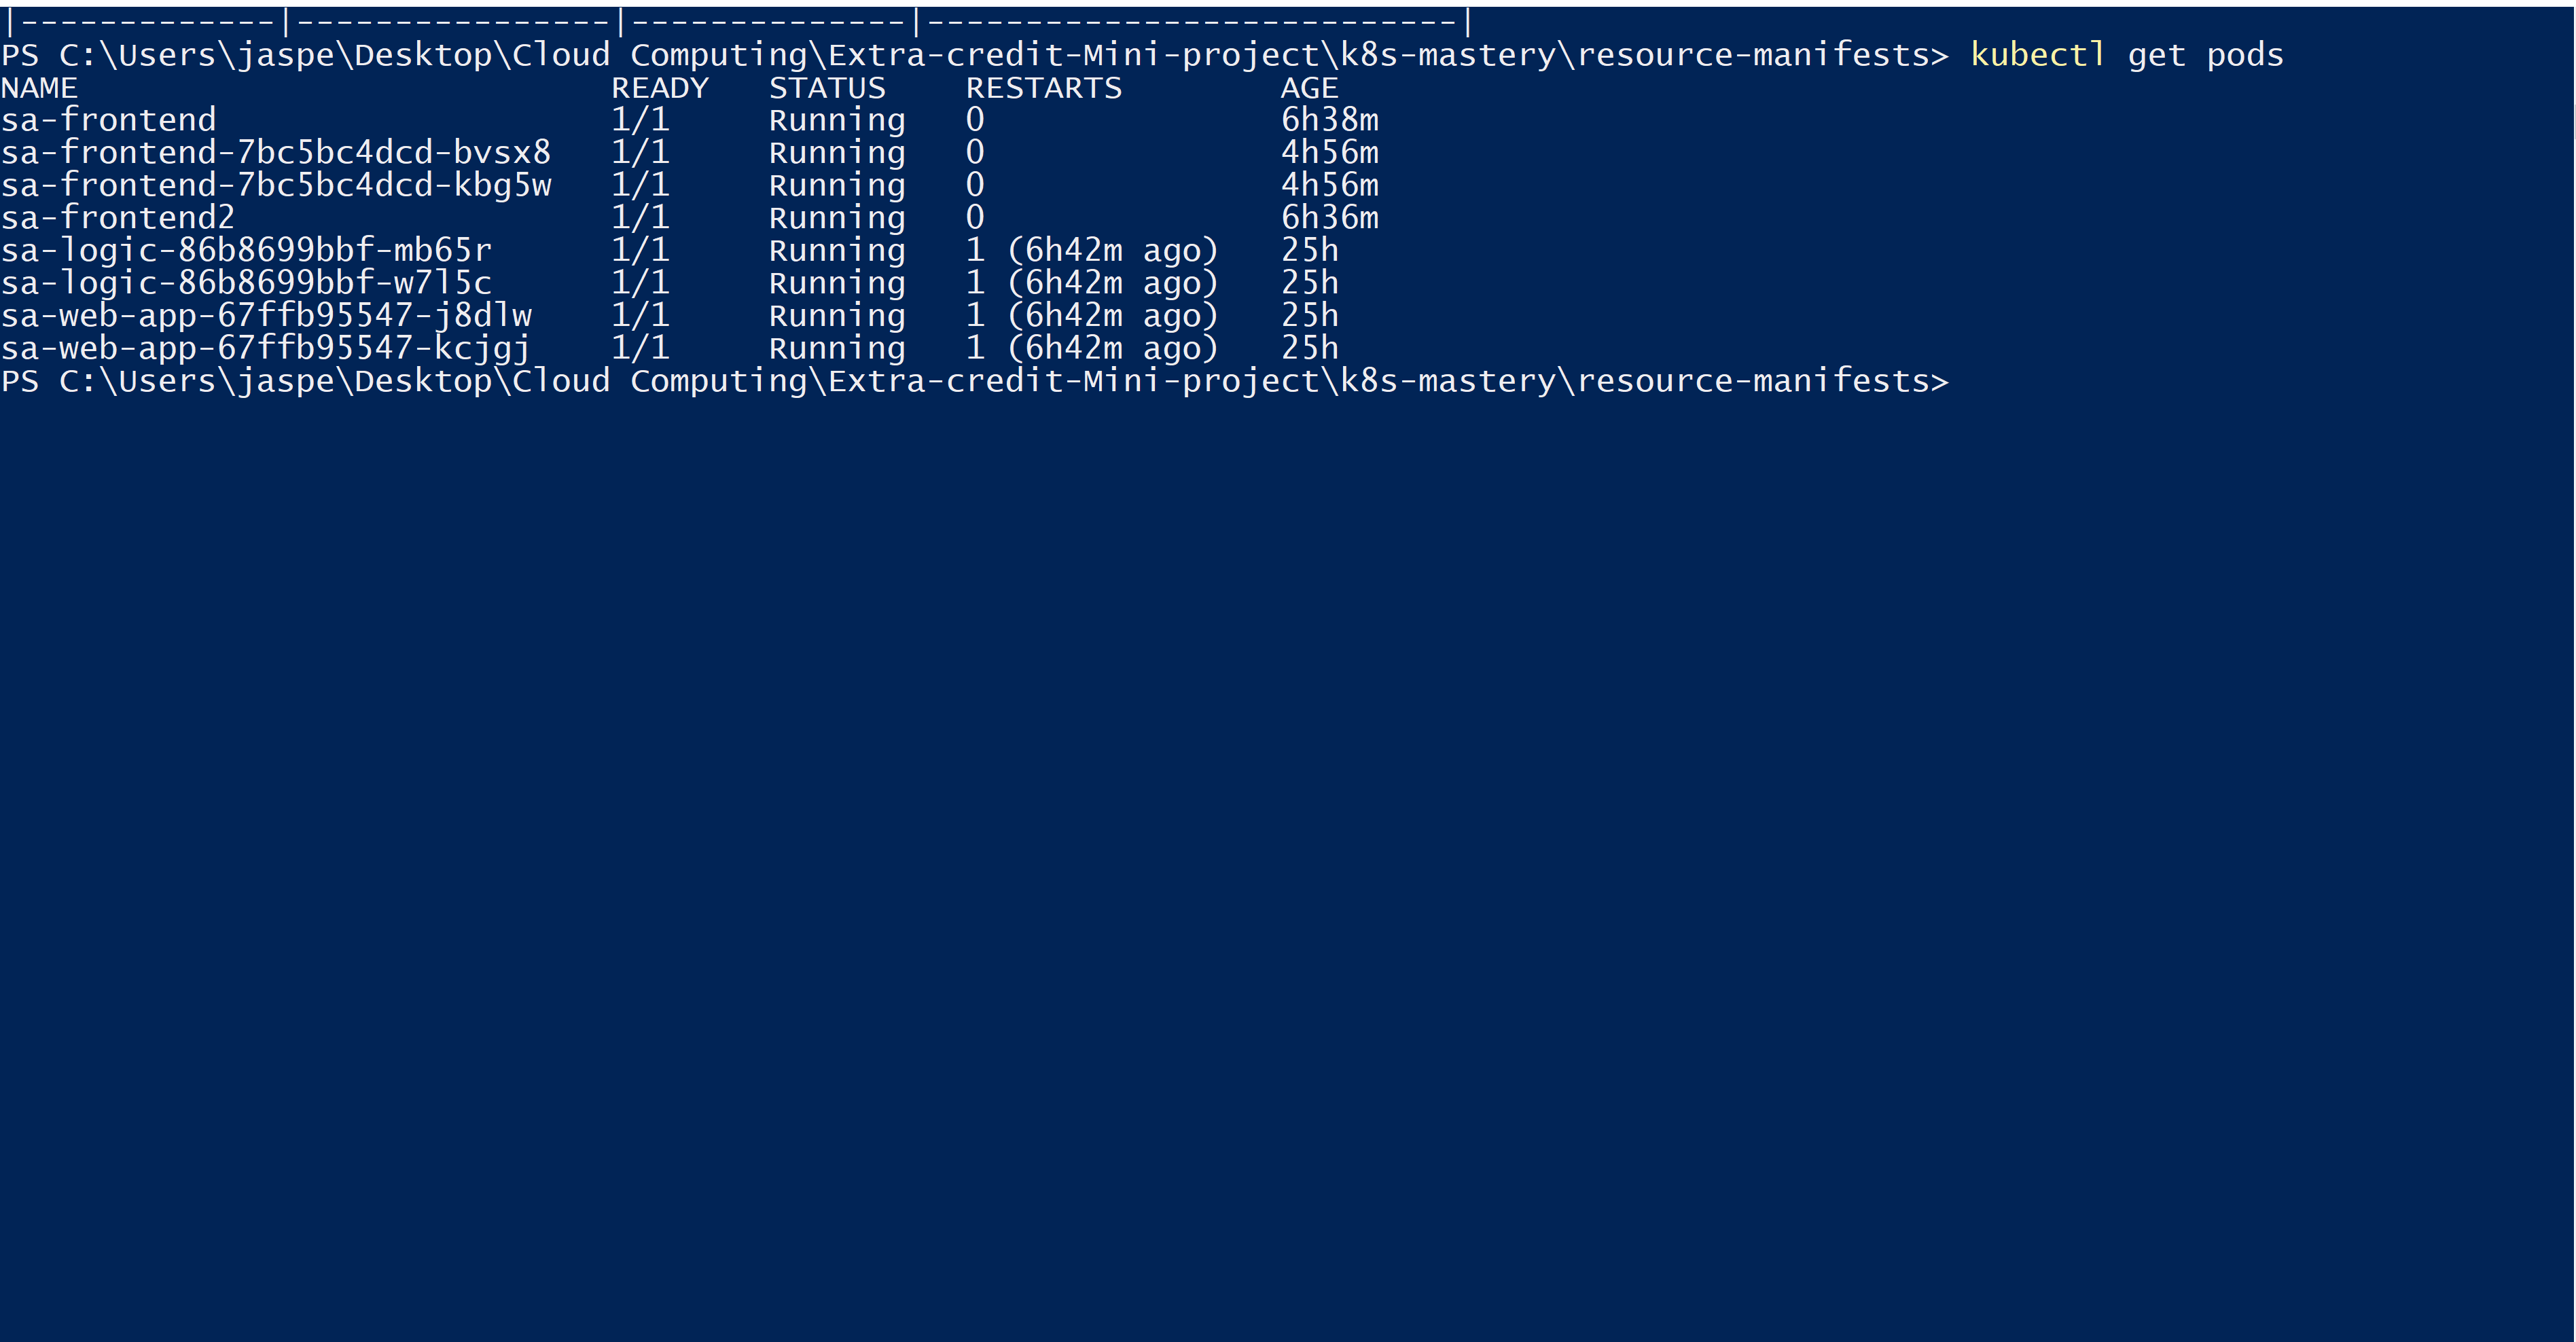 |-------------|----------------|--------------|---------------------------|
PS C:\Users\jaspe\Desktop\Cloud Computing\Extra-credit-Mini-project\k8s-mastery\resource-manifests> kubectl get pods
NAME                           READY   STATUS    RESTARTS        AGE
sa-frontend                    1/1     Running   0               6h38m
sa-frontend-7bc5bc4dcd-bvsx8   1/1     Running   0               4h56m
sa-frontend-7bc5bc4dcd-kbg5w   1/1     Running   0               4h56m
sa-frontend2                   1/1     Running   0               6h36m
sa-logic-86b8699bbf-mb65r      1/1     Running   1 (6h42m ago)   25h
sa-logic-86b8699bbf-w7l5c      1/1     Running   1 (6h42m ago)   25h
sa-web-app-67ffb95547-j8dlw    1/1     Running   1 (6h42m ago)   25h
sa-web-app-67ffb95547-kcjgj    1/1     Running   1 (6h42m ago)   25h
PS C:\Users\jaspe\Desktop\Cloud Computing\Extra-credit-Mini-project\k8s-mastery\resource-manifests>